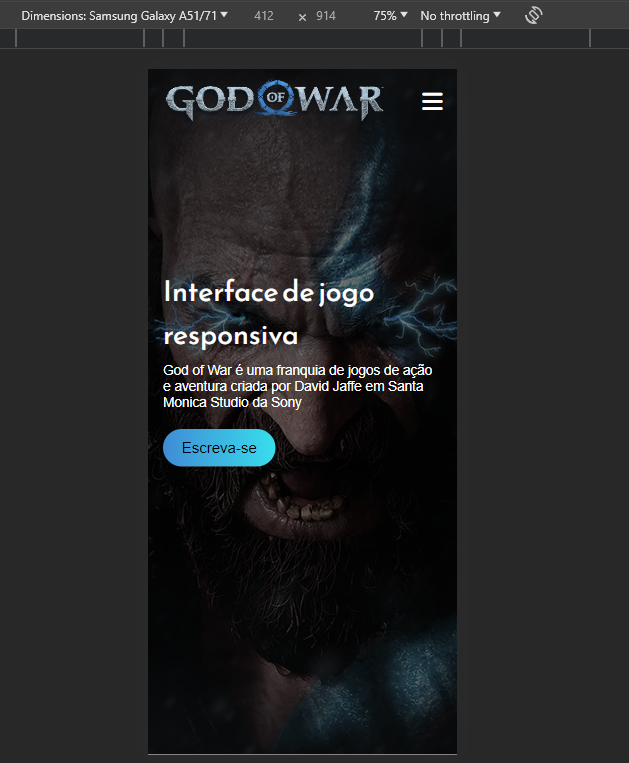 Dimensions: Samsung Galaxy A51/71 412 × 914 75% No throttling
GOD OF WAR
Interface de jogo
responsiva
God of War é uma franquia de jogos de ação
e aventura criada por David Jaffe em Santa
Monica Studio da Sony
Escreva-se